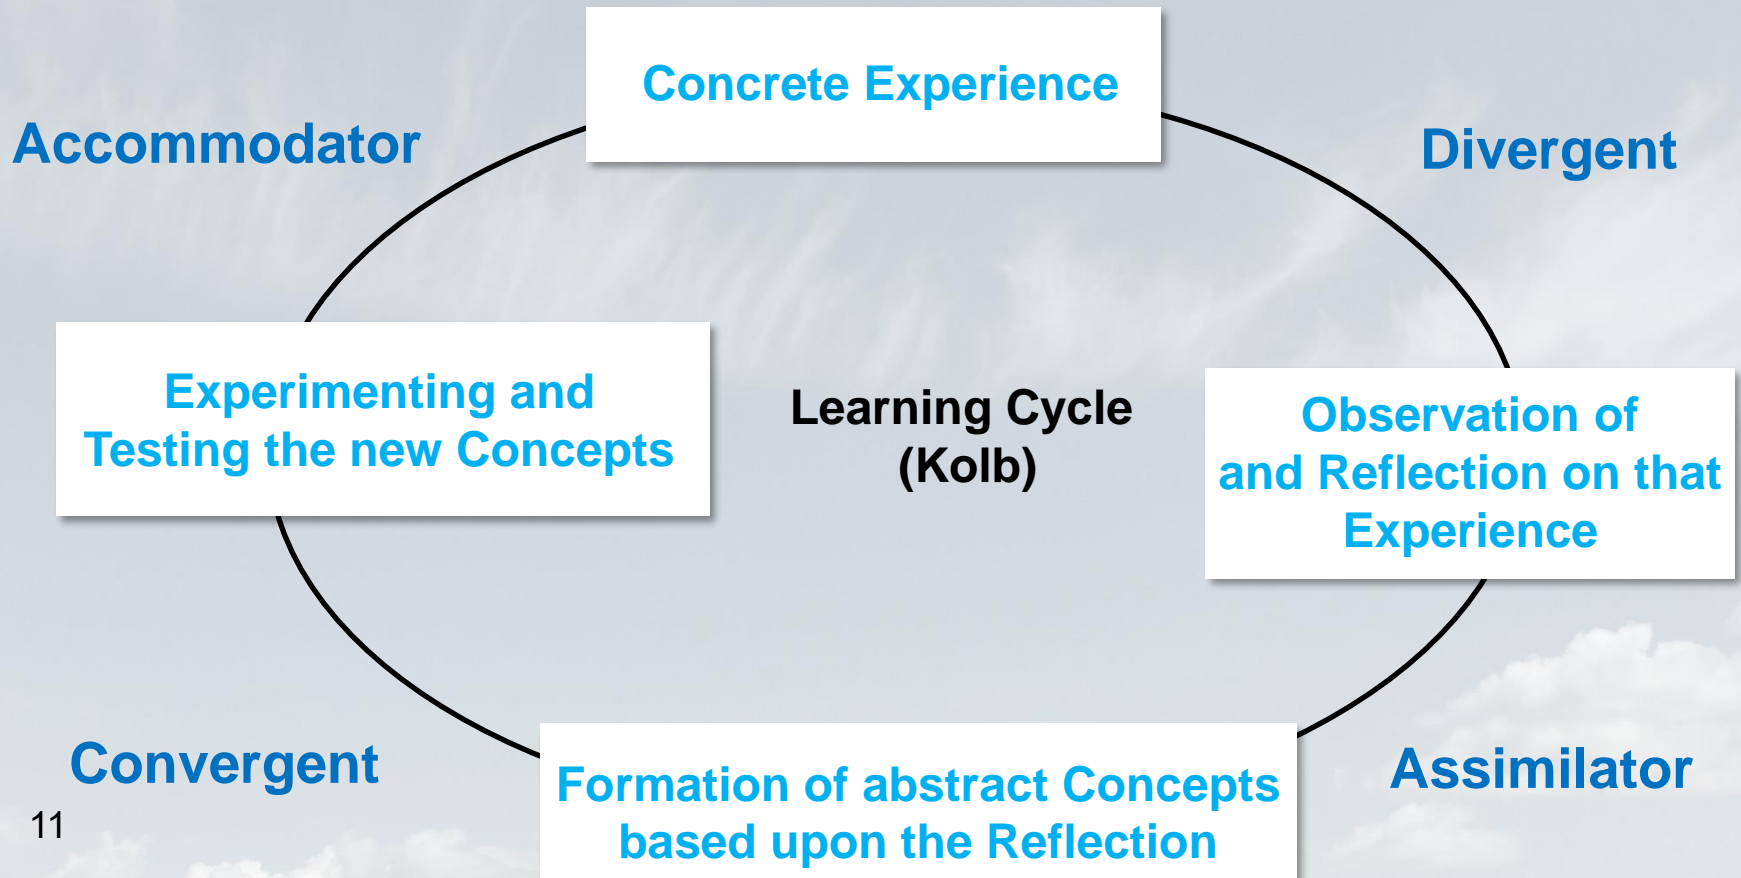 Concrete Experience
Accommodator
Divergent
Experimenting and
Testing the new Concepts
Learning Cycle
(Kolb)
Observation of
and Reflection on that
Experience
Convergent
Assimilator
Formation of abstract Concepts
based upon the Reflection
11